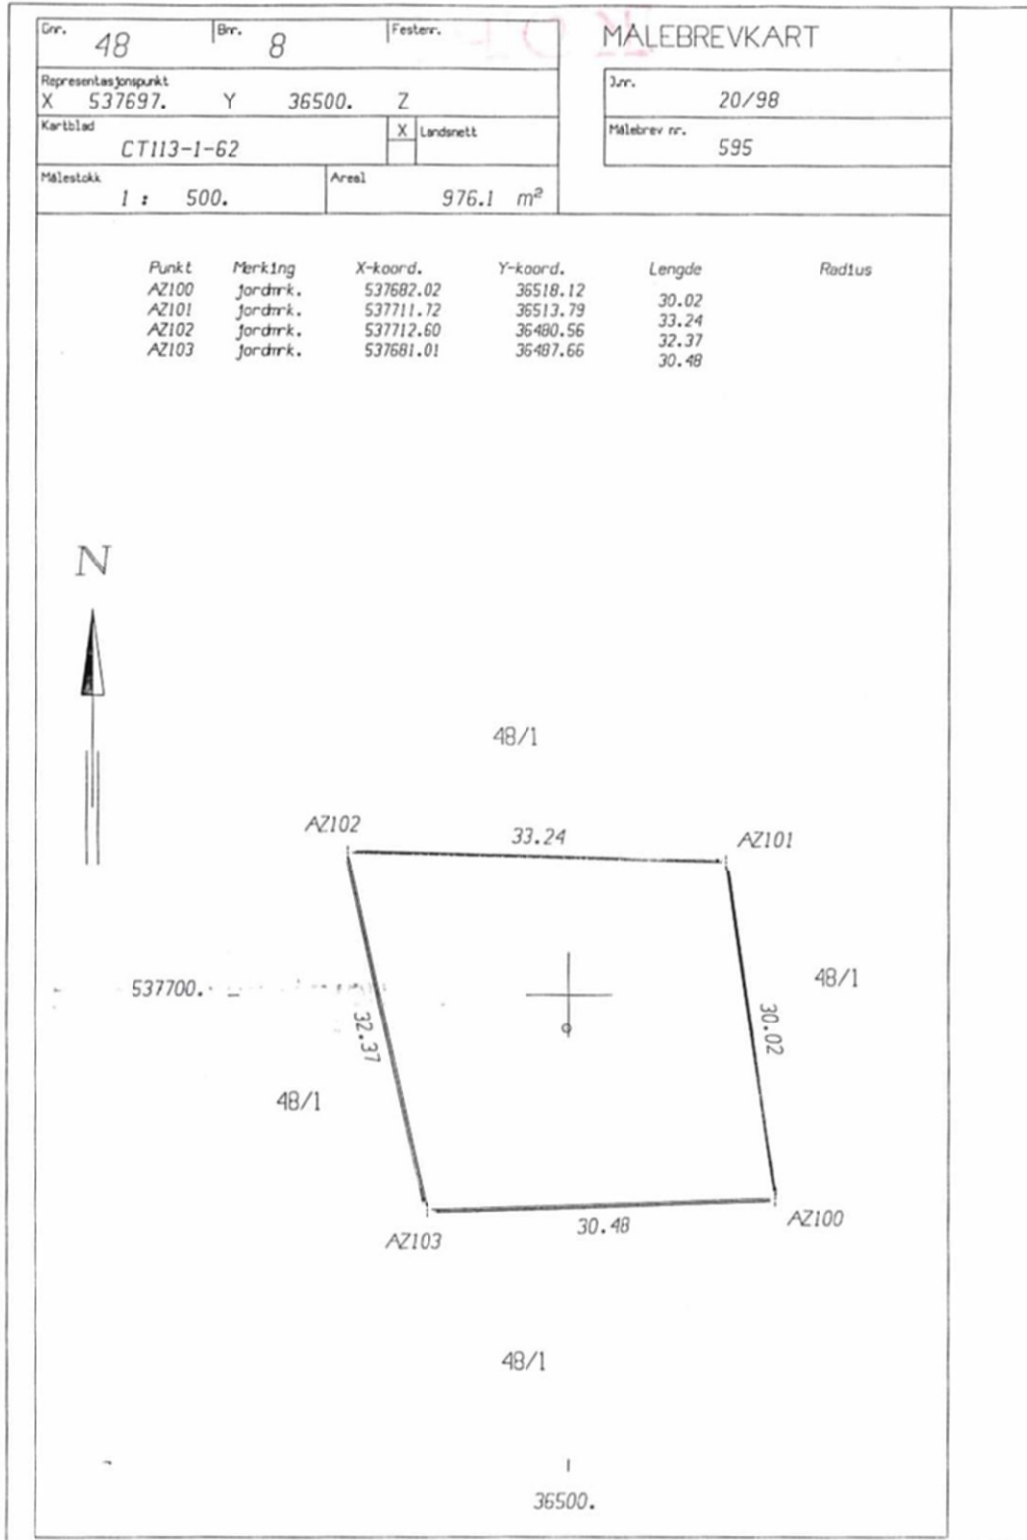 Gnr. 48 Bnr. 8 Festenr.
MÅLEBREVKART
Representasjonspunkt
X 537697. Y 36500. Z
J.nr.
20/98
Kartblad
CT113-1-62
X Landsnett
Målebrev nr.
595
Målestokk
1 : 500.
Areal
976.1 m²
Punkt Merking X-koord. Y-koord. Lengde Radius
AZ100 jordmrk. 537682.02 36518.12
30.02
AZ101 jordmrk. 537711.72 36513.79
33.24
AZ102 jordmrk. 537712.60 36480.56
32.37
AZ103 jordmrk. 537681.01 36487.66
30.48
N
48/1
AZ102 33.24 AZ101
48/1
537700.
32.37
30.02
48/1
AZ103 30.48 AZ100
48/1
36500.